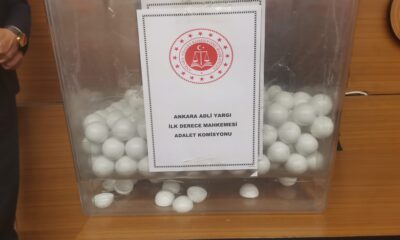 ANKARA ADLİ YARGI
İLK DERECE MAHKEMESİ
ADALET KOMİSYONU